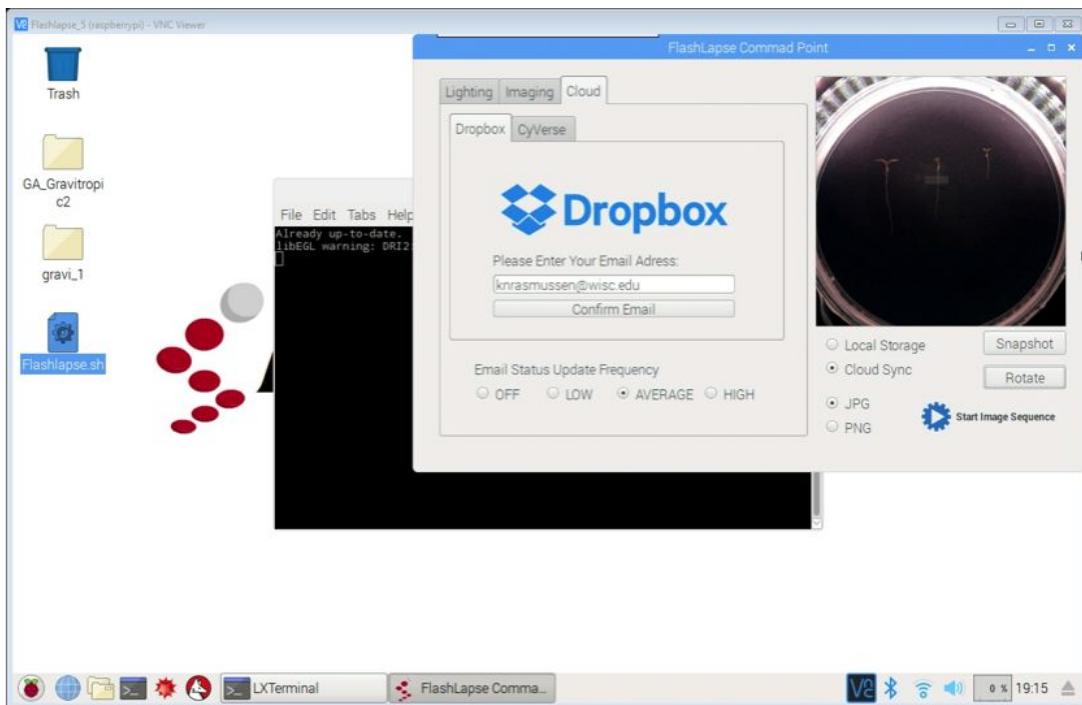 Flashlapse_5 (raspberrypi) - VNC Viewer
Trash
GA_Gravitropi
c2
gravi_1
Flashlapse.sh
File Edit Tabs Help
Already up-to-date.
libEGL warning: DRI2:
FlashLapse Commad Point
Lighting Imaging Cloud
Dropbox CyVerse
Dropbox
Please Enter Your Email Adress:
knrasmussen@wisc.edu
Confirm Email
Email Status Update Frequency
OFF LOW AVERAGE HIGH
Local Storage
Cloud Sync
JPG
PNG
Snapshot
Rotate
Start Image Sequence
LXTerminal
FlashLapse Comma...
0 %
19:15